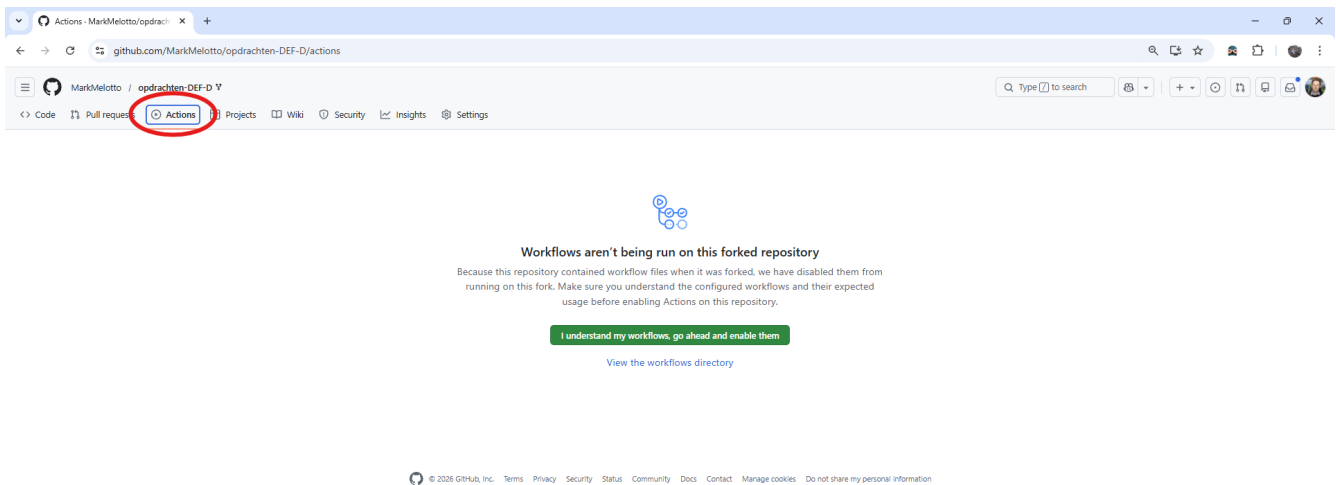 Actions · MarkMelotto/opdrach
github.com/MarkMelotto/opdrachten-DEF-D/actions
MarkMelotto / opdrachten-DEF-D
Type / to search
<> Code Pull requests Actions Projects Wiki Security Insights Settings
Workflows aren't being run on this forked repository
Because this repository contained workflow files when it was forked, we have disabled them from
running on this fork. Make sure you understand the configured workflows and their expected
usage before enabling Actions on this repository.
I understand my workflows, go ahead and enable them
View the workflows directory
© 2026 GitHub, Inc. Terms Privacy Security Status Community Docs Contact Manage cookies Do not share my personal information